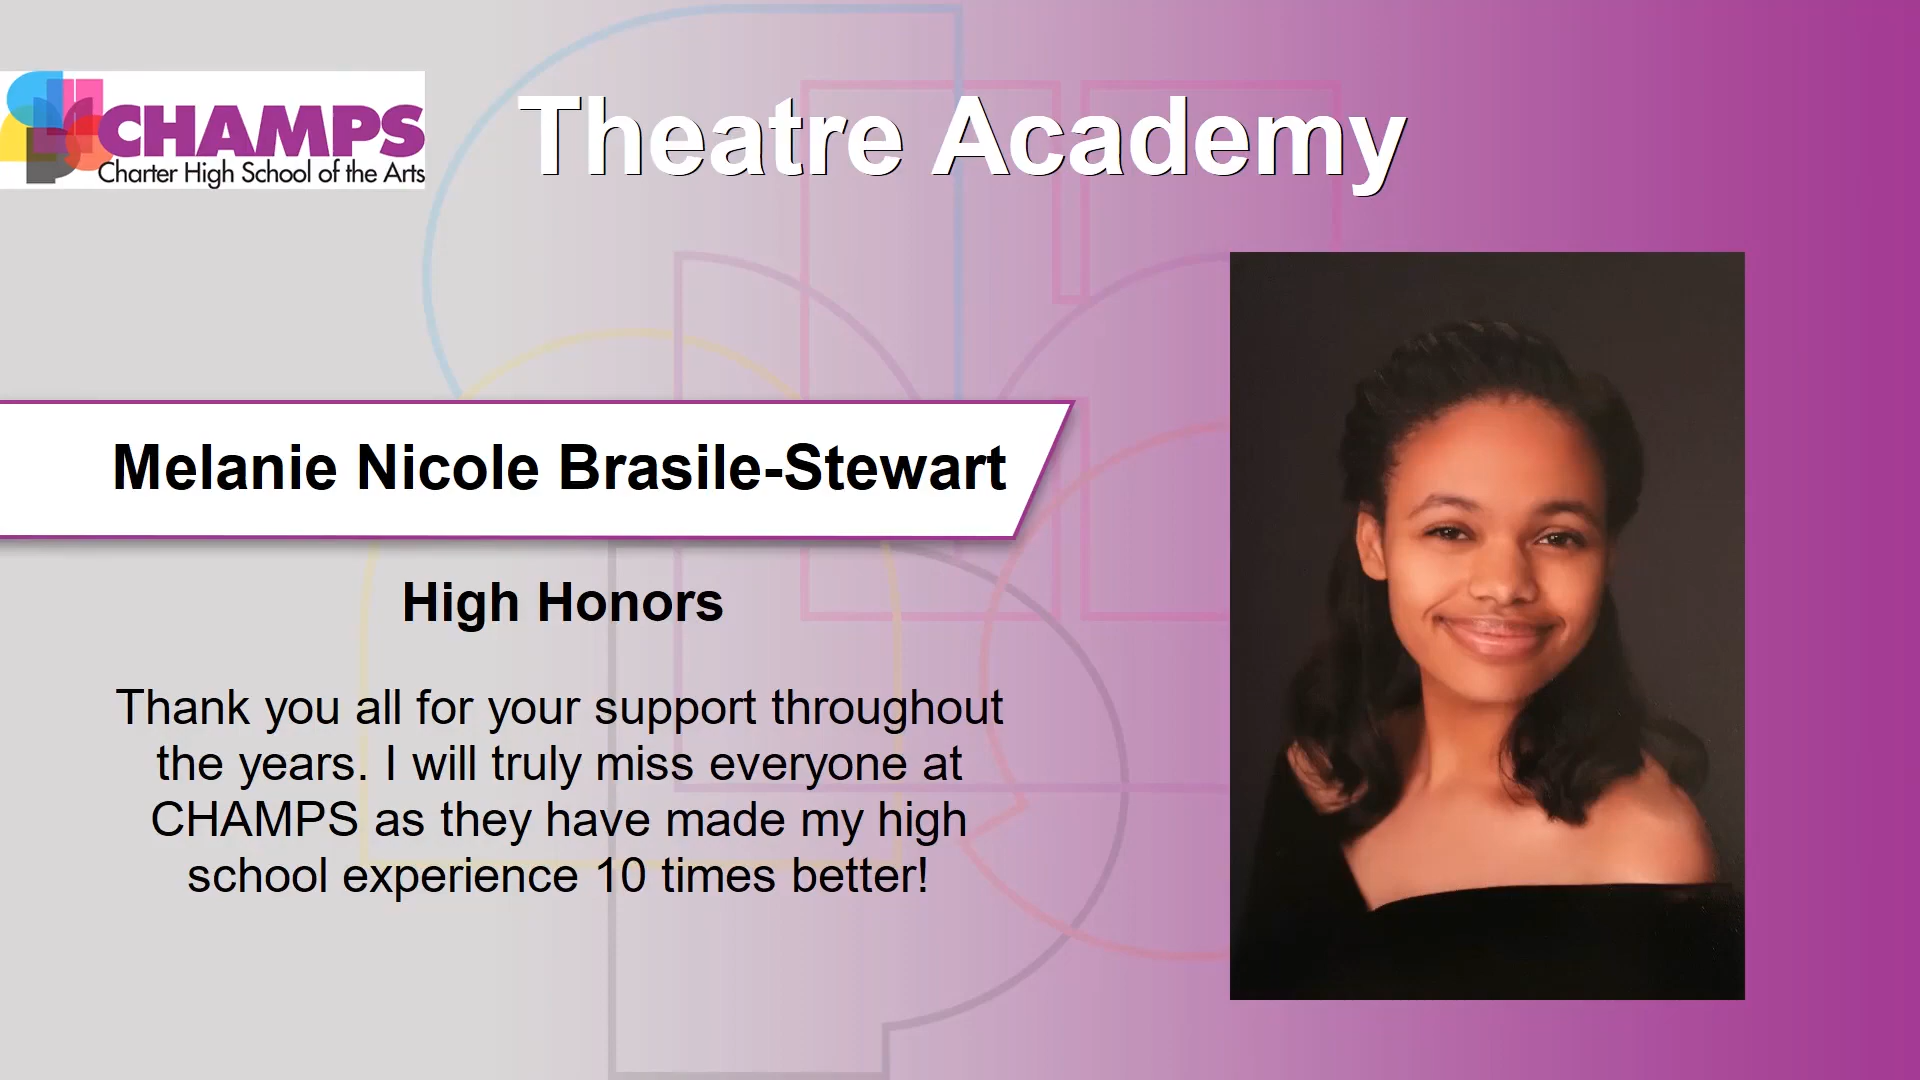 CHAMPS
Charter High School of the Arts
Theatre Academy
Melanie Nicole Brasile-Stewart
High Honors
Thank you all for your support throughout
the years. I will truly miss everyone at
CHAMPS as they have made my high
school experience 10 times better!